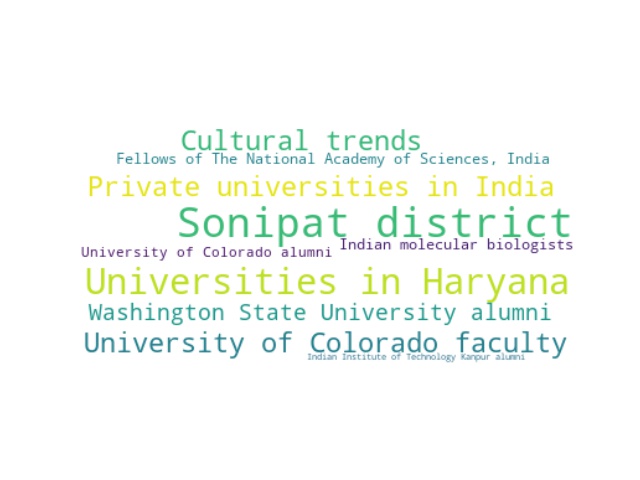 Cultural trends
Fellows of The National Academy of Sciences, India
Private universities in India
Sonipat district
Indian molecular biologists
University of Colorado alumni
Universities in Haryana
Washington State University alumni
University of Colorado faculty
Indian Institute of Technology Kanpur alumni